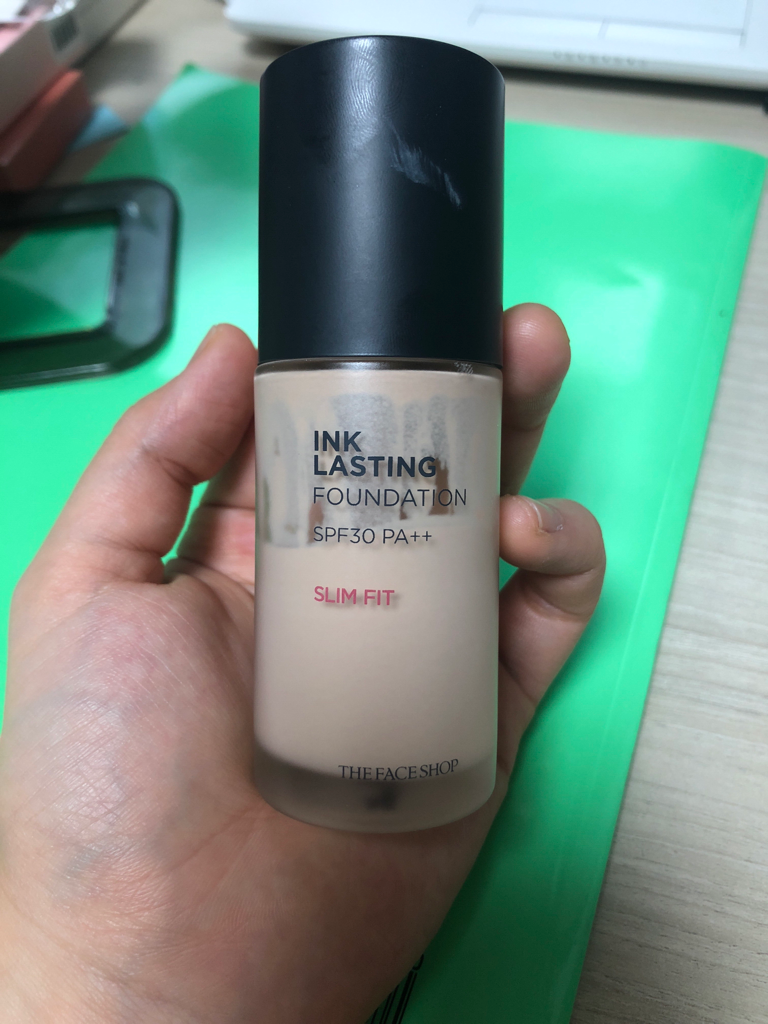 INK
LASTING
FOUNDATION
SPF30 PA++
SLIM FIT
THE FACE SHOP